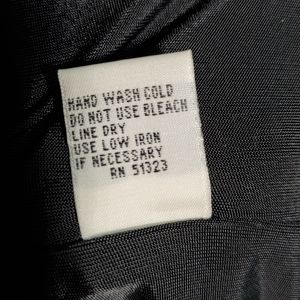 HAND WASH COLD
DO NOT USE BLEACH
LINE DRY
USE LOW IRON
IF NECESSARY
RN 51323